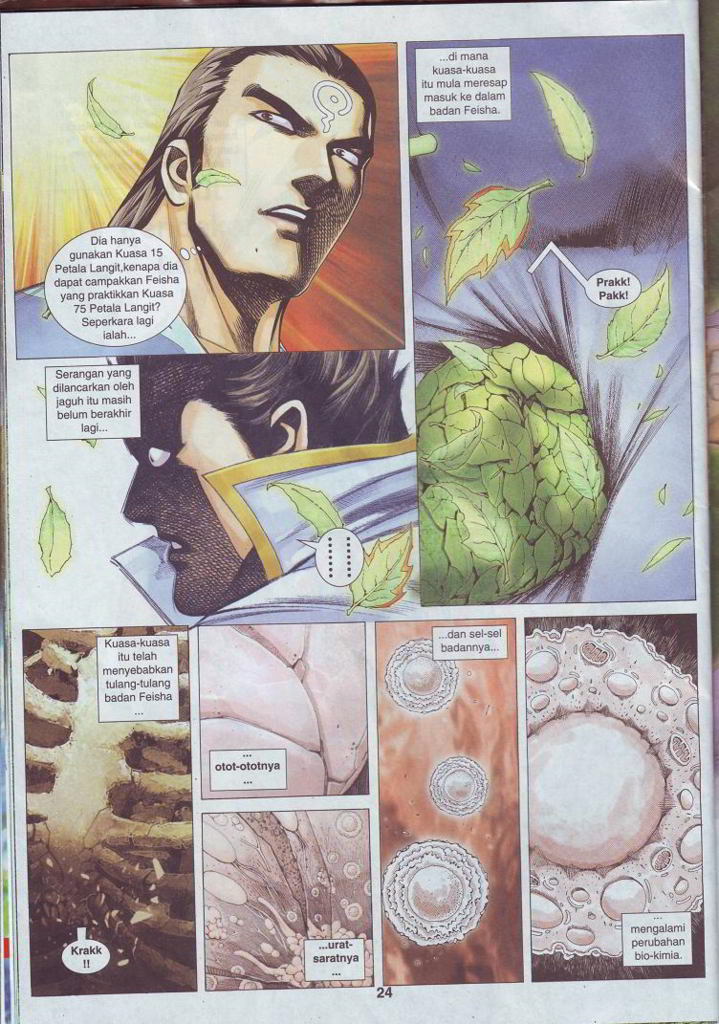 Dia hanya
gunakan Kuasa 15
Petala Langit,kenapa dia
dapat campakkan Feisha
yang praktikkan Kuasa
75 Petala Langit?
Seperkara lagi
ialah...
...di mana
kuasa-kuasa
itu mula meresap
masuk ke dalam
badan Feisha.
Prakk!
Pakk!
Serangan yang
dilancarkan oleh
jaguh itu masih
belum berakhir
lagi...
Kuasa-kuasa
itu telah
menyebabkan
tulang-tulang
badan Feisha
...
Krakk
!!
...
otot-ototnya
...
...urat-
saratnya
...
...dan sel-sel
badannya...
...
mengalami
perubahan
bio-kimia.
24